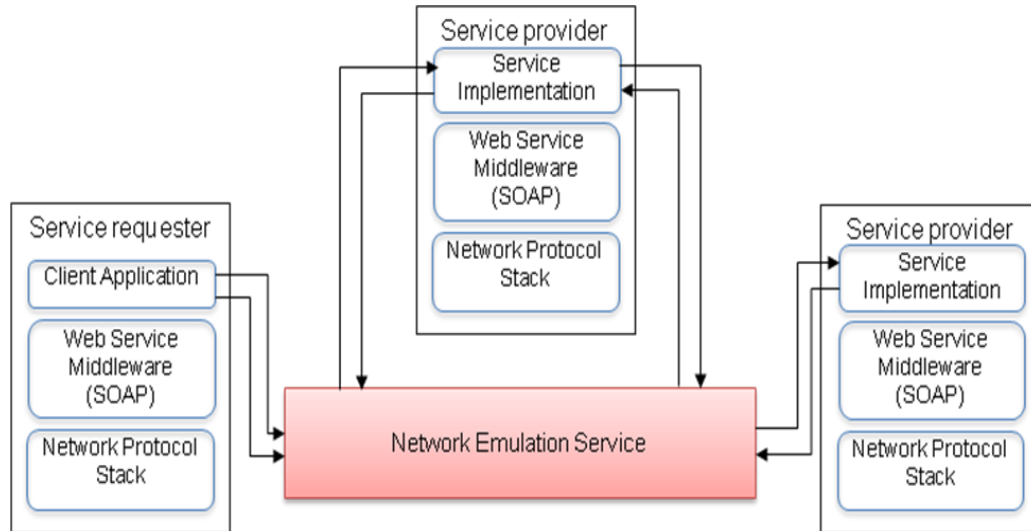 Service provider
Service
Implementation
Web Service
Middleware
(SOAP)
Network Protocol
Stack
Service requester
Client Application
Web Service
Middleware
(SOAP)
Network Protocol
Stack
Network Emulation Service
Service provider
Service
Implementation
Web Service
Middleware
(SOAP)
Network Protocol
Stack